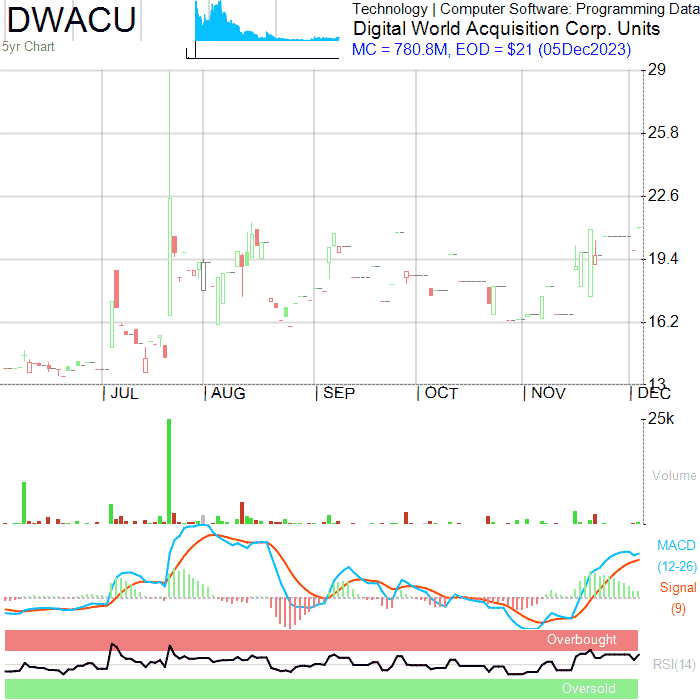 DWACU
5yr Chart
Technology | Computer Software: Programming Data
Digital World Acquisition Corp. Units
MC = 780.8M, EOD = $21 (05Dec2023)
29
25.8
22.6
19.4
16.2
13
JUL AUG SEP OCT NOV DEC
25k
Volume
MACD
(12-26)
Signal
(9)
Overbought
RSI(14)
Oversold